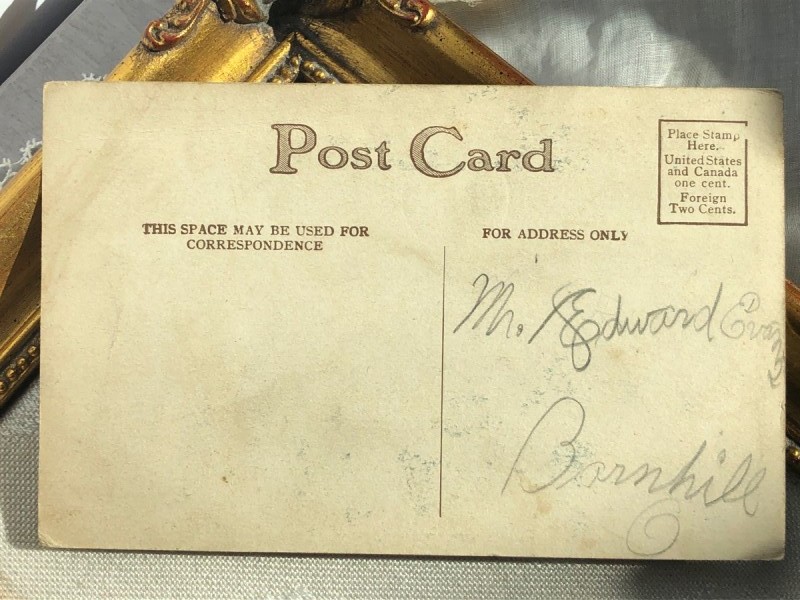 Post Card
Place Stamp
Here.
United States
and Canada
one cent.
Foreign
Two Cents.
THIS SPACE MAY BE USED FOR
CORRESPONDENCE
FOR ADDRESS ONLY
Mr. Edward Evans
Barnhill
O